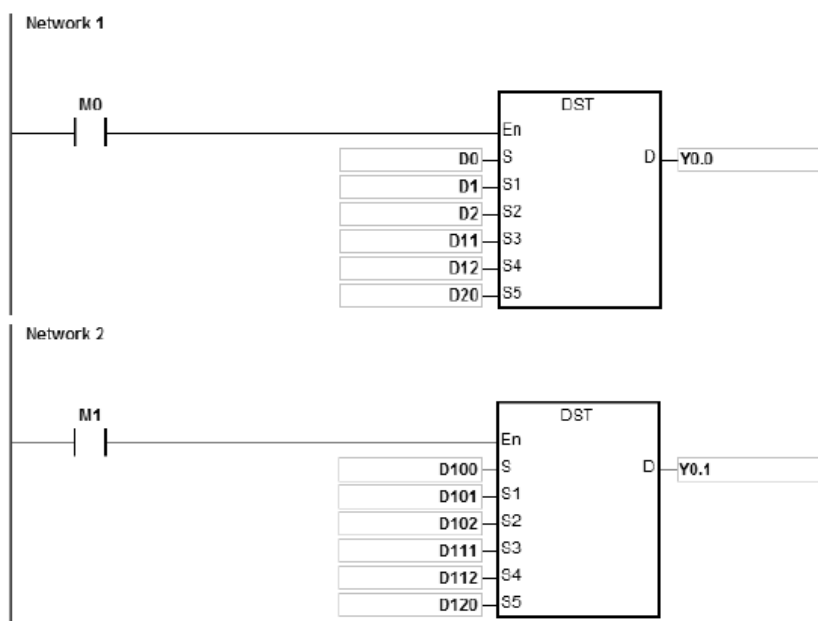 Network 1
M0
DST
En
D0 S D Y0.0
D1 S1
D2 S2
D11 S3
D12 S4
D20 S5
Network 2
M1
DST
En
D100 S D Y0.1
D101 S1
D102 S2
D111 S3
D112 S4
D120 S5